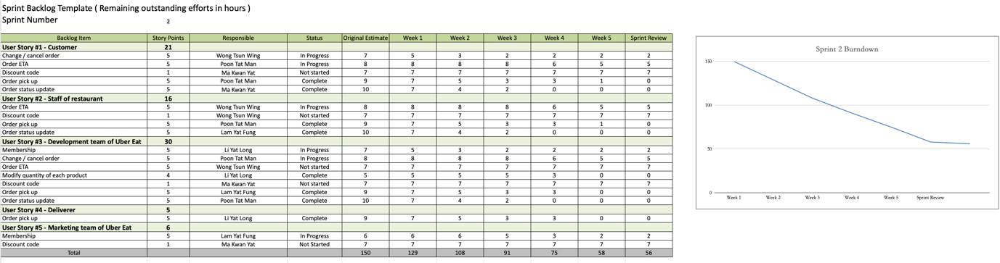 Sprint Backlog Template ( Remaining outstanding efforts in hours )
Sprint Number 2
Backlog Item Story Points Responsible Status Original Estimate Week 1 Week 2 Week 3 Week 4 Week 5 Sprint Review
User Story #1 - Customer 21
Change / cancel order 5 Wong Tsun Wing In Progress 7 5 3 2 2 2 2
Order ETA 5 Poon Tat Man In Progress 8 8 8 8 6 5 5
Discount code 1 Ma Kwan Yat Not started 7 7 7 7 7 7 7
Order pick up 5 Poon Tat Man Complete 9 7 5 3 3 1 0
Order status update 5 Ma Kwan Yat Complete 10 7 4 2 0 0 0
User Story #2 - Staff of restaurant 16
Order ETA 5 Wong Tsun Wing In Progress 8 8 8 8 6 5 5
Discount code 1 Wong Tsun Wing Not started 7 7 7 7 7 7 7
Order pick up 5 Poon Tat Man Complete 9 7 5 3 3 1 0
Order status update 5 Lam Yat Fung Complete 10 7 4 2 0 0 0
User Story #3 - Development team of Uber Eat 30
Membership 5 Li Yat Long In Progress 7 5 3 2 2 2 2
Change / cancel order 5 Poon Tat Man In Progress 8 8 8 8 6 5 5
Order ETA 5 Wong Tsun Wing Not started 7 7 7 7 7 7 7
Modify quantity of each product 4 Li Yat Long Complete 5 5 5 5 3 0 0
Discount code 1 Ma Kwan Yat Not started 7 7 7 7 7 7 7
Order pick up 5 Lam Yat Fung Complete 9 7 5 3 3 0 0
Order status update 5 Poon Tat Man Complete 10 7 4 2 0 0 0
User Story #4 - Deliverer 5
Order pick up 5 Li Yat Long Complete 9 7 5 3 3 0 0
User Story #5 - Marketing team of Uber Eat 6
Membership 5 Lam Yat Fung In Progress 6 6 6 5 3 2 2
Discount code 1 Ma Kwan Yat Not Started 7 7 7 7 7 7 7
Total 150 129 108 91 75 58 56
Sprint 2 Burndown
150
100
50
0
Week 1 Week 2 Week 3 Week 4 Week 5 Sprint Review